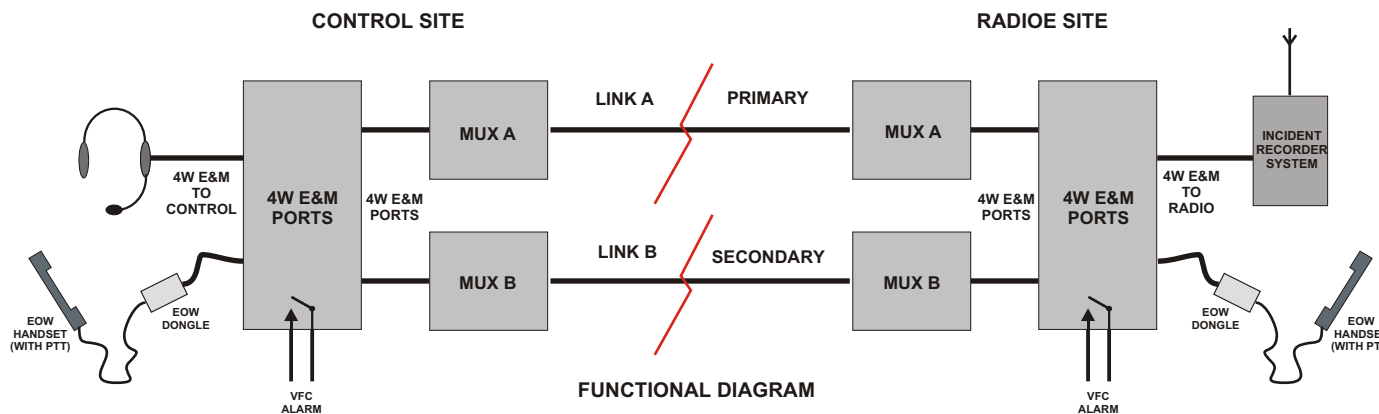 CONTROL SITE
RADIOE SITE
LINK A
PRIMARY
MUX A
MUX A
INCIDENT
RECORDER
SYSTEM
4W E&M
TO
CONTROL
4W E&M
PORTS
4W E&M
PORTS
4W E&M
PORTS
4W E&M
PORTS
4W E&M
TO
RADIO
LINK B
SECONDARY
MUX B
MUX B
EOW
HANDSET
(WITH PTT)
EOW
DONGLE
EOW
DONGLE
EOW
HANDSE
(WITH PT
VFC
ALARM
FUNCTIONAL DIAGRAM
VFC
ALARM